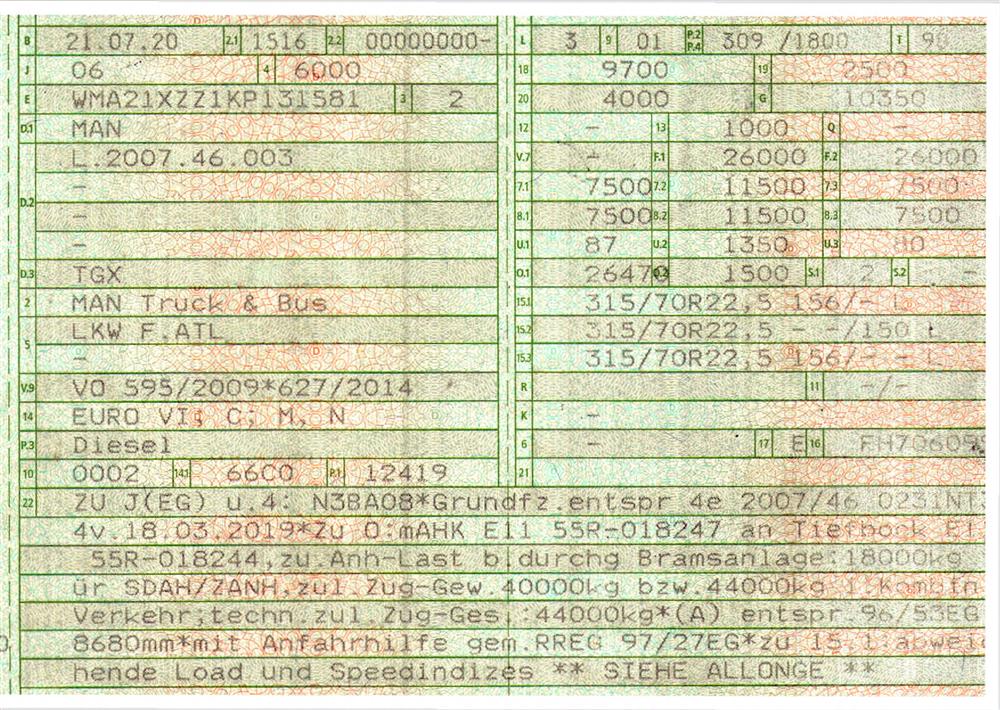 B 21.07.20 2.1 1516 2.2 00000000-
J 06 4 6000
E WMA21XZZ1KP131581 3 2
D.1 MAN
L.2007.46.003
-
D.2
-
-
D.3 TGX
2 MAN Truck & Bus
LKW F.ATL
5
-
V.9 VO 595/2009*627/2014
14 EURO VI; C; M, N
P.3 Diesel
10 0002 14.1 66C0 P.1 12419
L 3 9 01 P.2 P.4 309 /1800 T 90
18 9700 19 2500
20 4000 G 10350
12 - 13 1000 Q -
V.7 - F.1 26000 F.2 26000
7.1 7500 7.2 11500 7.3 7500
8.1 7500 8.2 11500 8.3 7500
U.1 87 U.2 1350 U.3 80
O.1 26470 O.2 1500 S.1 2 S.2 -
15.1 315/70R22,5 156/- L
15.2 315/70R22,5 -/150 L
15.3 315/70R22,5 156/- L
R 11 -/-
K -
6 - 17 E 16
21
22 ZU J(EG) u.4: N3BA08*Grundfz.entspr 4e 2007/46 0231NT
4v.18.03.2019*Zu O:mAHK E11 55R-018247 an Tiefbock E1
55R-018244,zu.Anh-Last b.durchg Bramsanlage:18000kg
ür SDAH/ZANH,zul Zug-Gew.40000kg bzw.44000kg i.Kombin
Verkehr;techn.zul Zug-Ges.:44000kg*(A) entspr.96/53EG
8680mm*mit Anfahrhilfe gem.RREG 97/27EG*zu 15.1:abwei
hende Load und Speedindizes ** SIEHE ALLONGE **